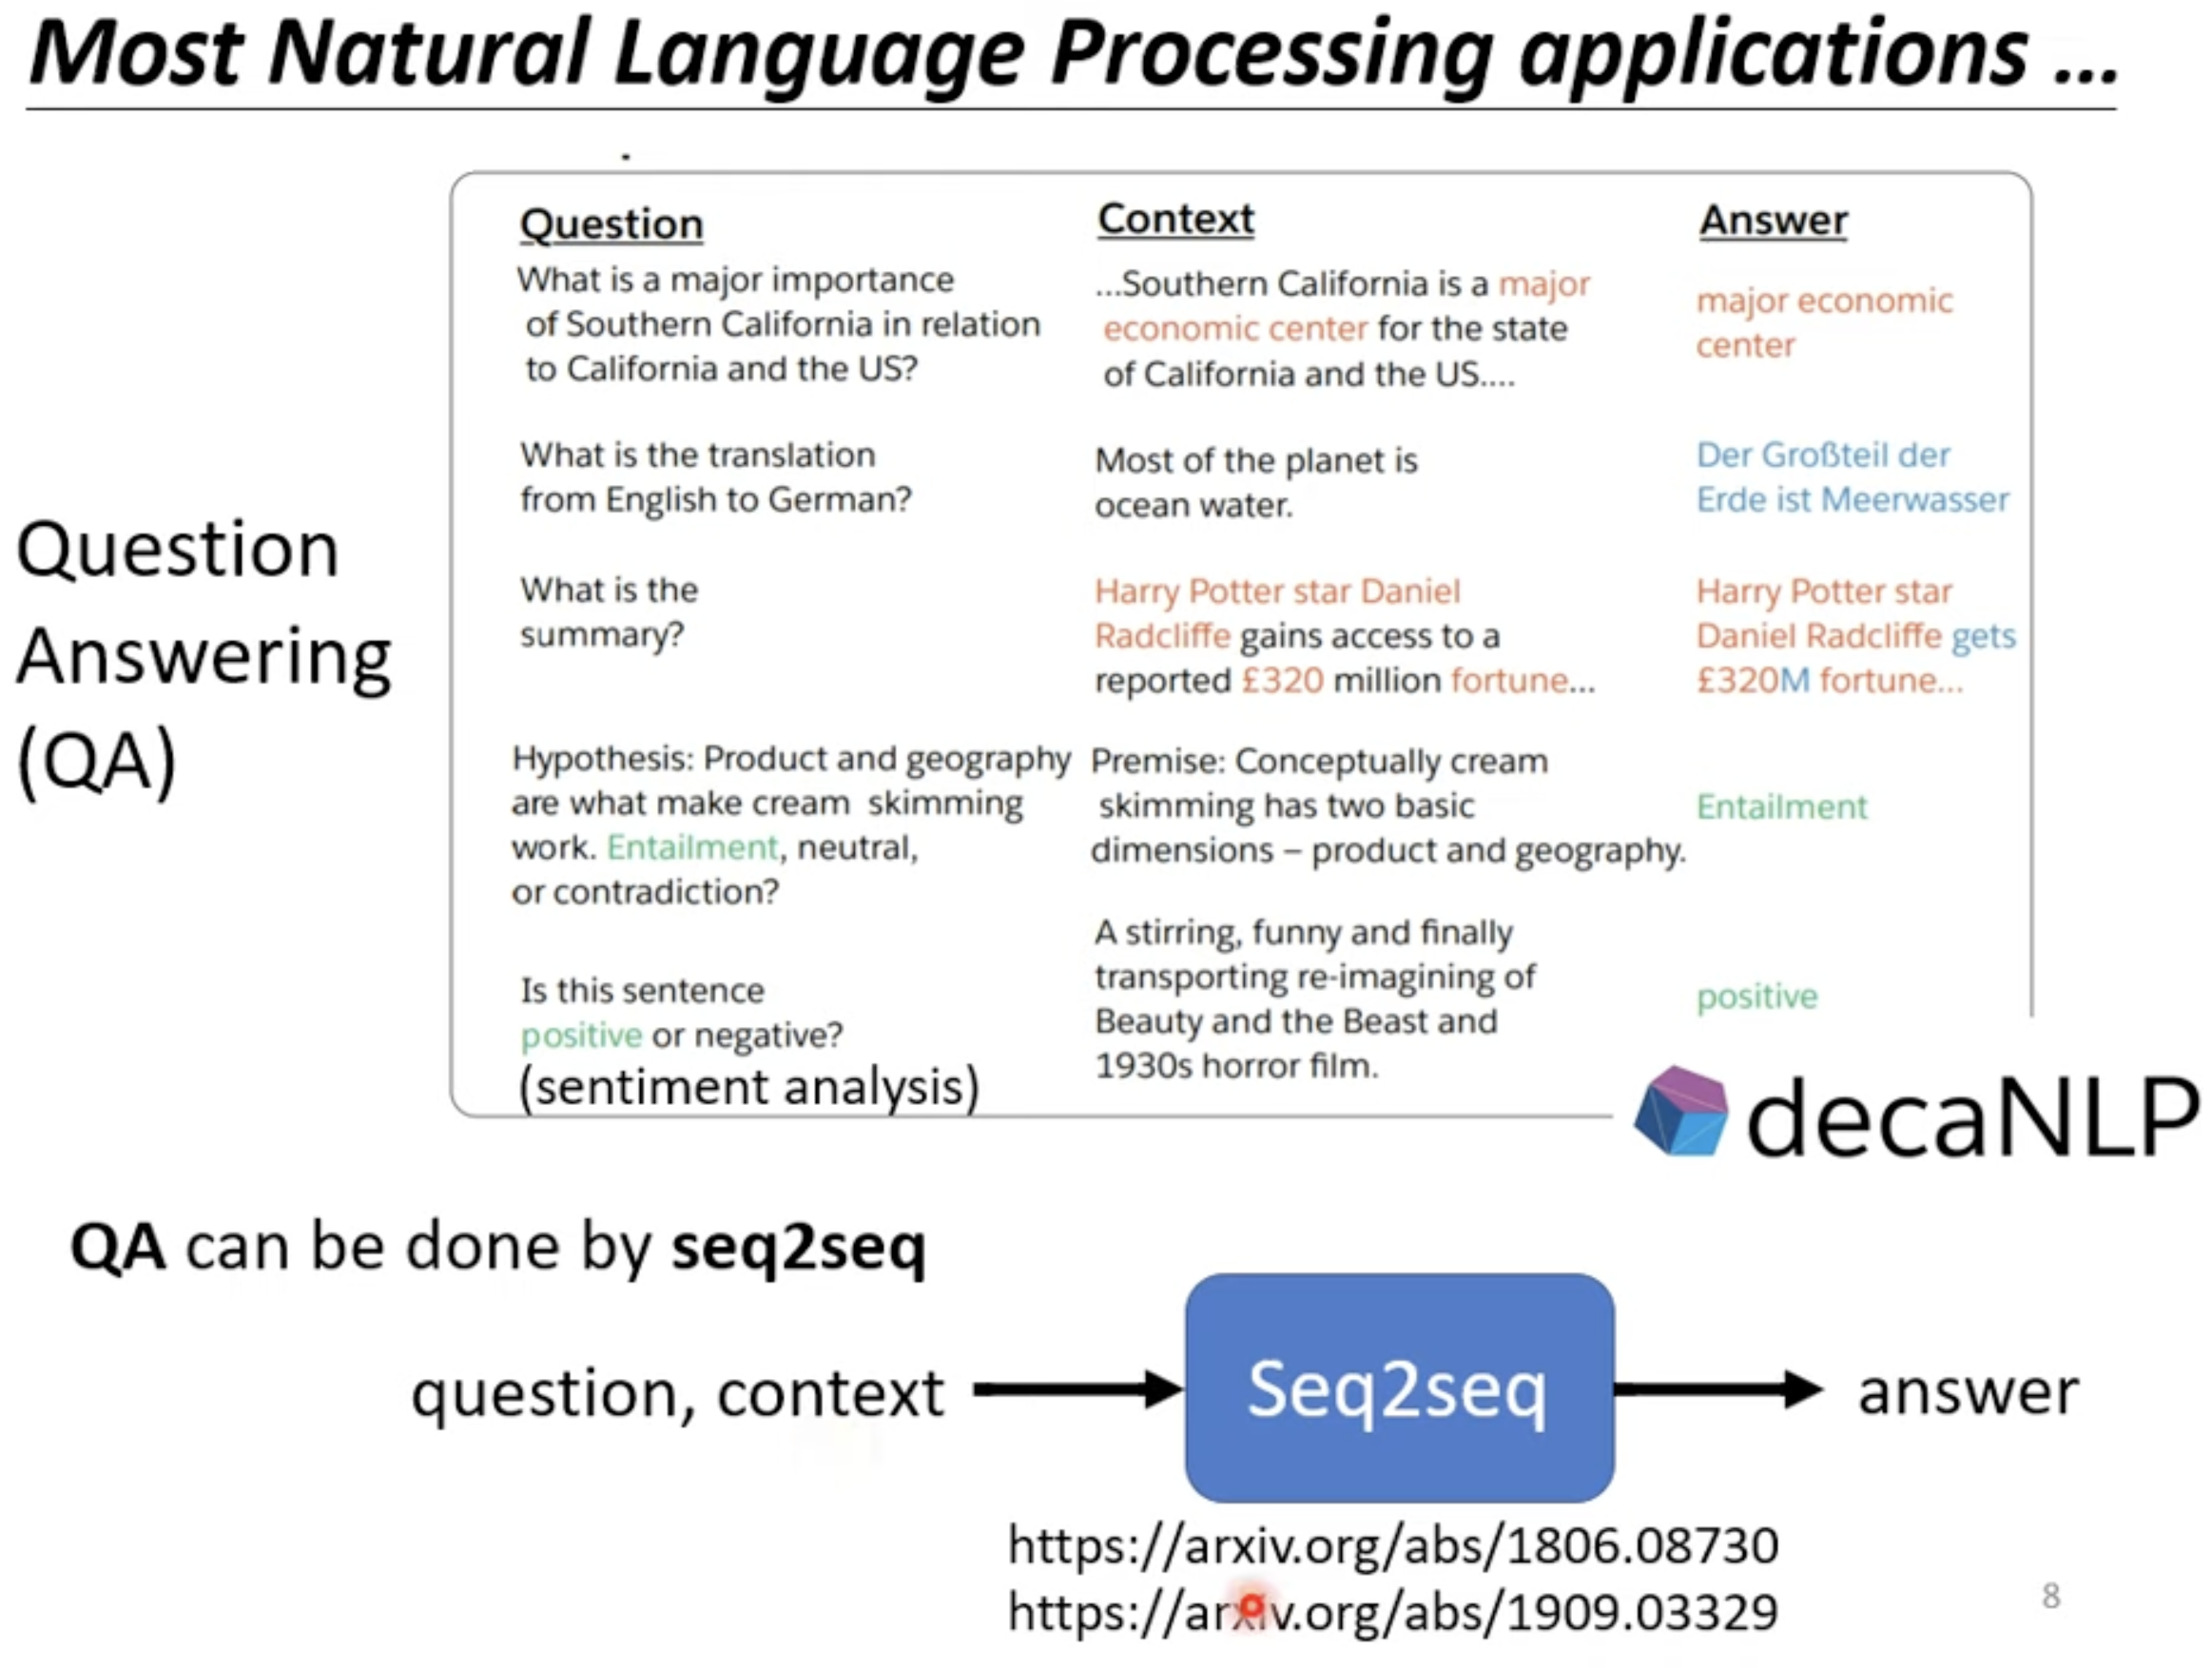 Most Natural Language Processing applications ...
Question
Answering
(QA)
Question
What is a major importance
of Southern California in relation
to California and the US?
Context
...Southern California is a major
economic center for the state
of California and the US....
Answer
major economic
center
What is the translation
from English to German?
Most of the planet is
ocean water.
Der Großteil der
Erde ist Meerwasser
What is the
summary?
Harry Potter star Daniel
Radcliffe gains access to a
reported £320 million fortune...
Harry Potter star
Daniel Radcliffe gets
£320M fortune...
Hypothesis: Product and geography
are what make cream skimming
work. Entailment, neutral,
or contradiction?
Premise: Conceptually cream
skimming has two basic
dimensions – product and geography.
Entailment
Is this sentence
positive or negative?
(sentiment analysis)
A stirring, funny and finally
transporting re-imagining of
Beauty and the Beast and
1930s horror film.
positive
decaNLP
QA can be done by seq2seq
question, context
Seq2seq
answer
https://arxiv.org/abs/1806.08730
https://arxiv.org/abs/1909.03329
8